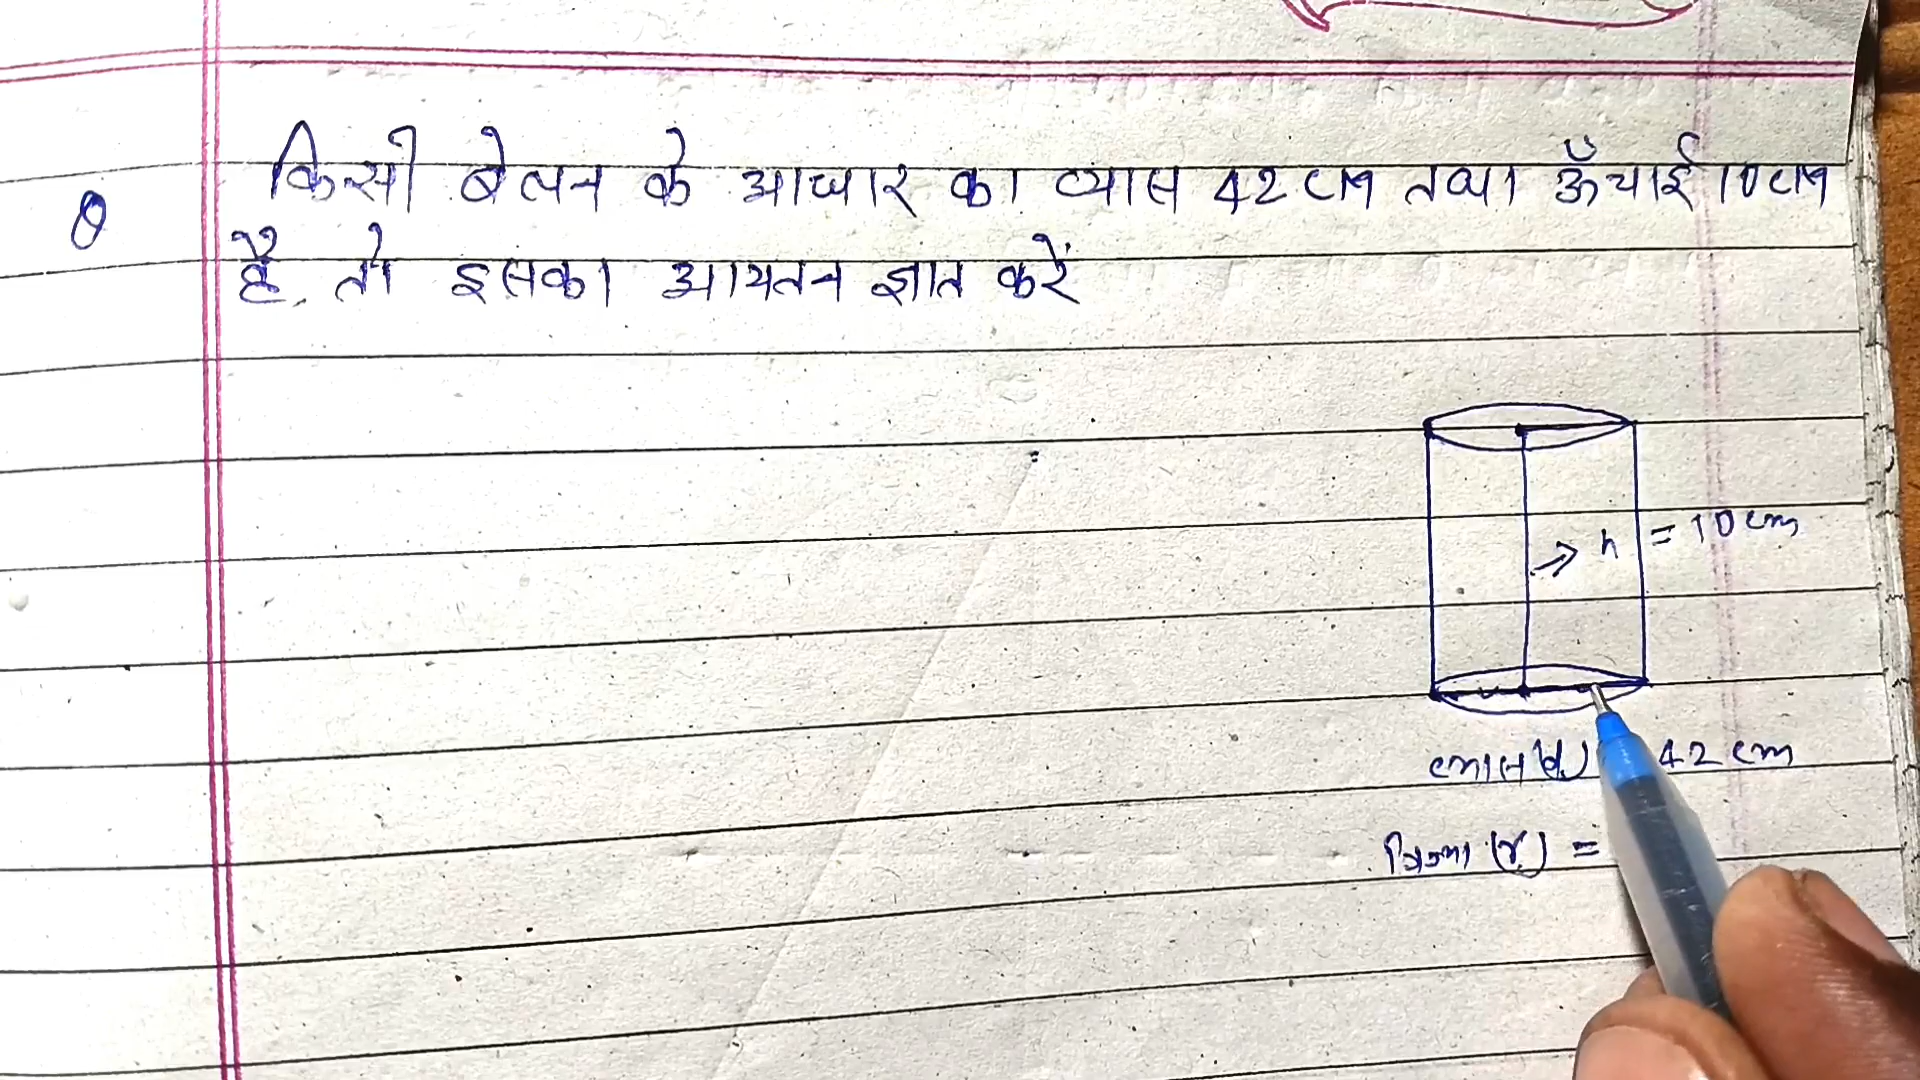 Q किसी बेलन के आधार का व्यास 42 cm तथा ऊँचाई 10 cm
है, तो इसका आयतन ज्ञात करें
h = 10 cm
व्यास (d) 42 cm
त्रिज्या (r) =